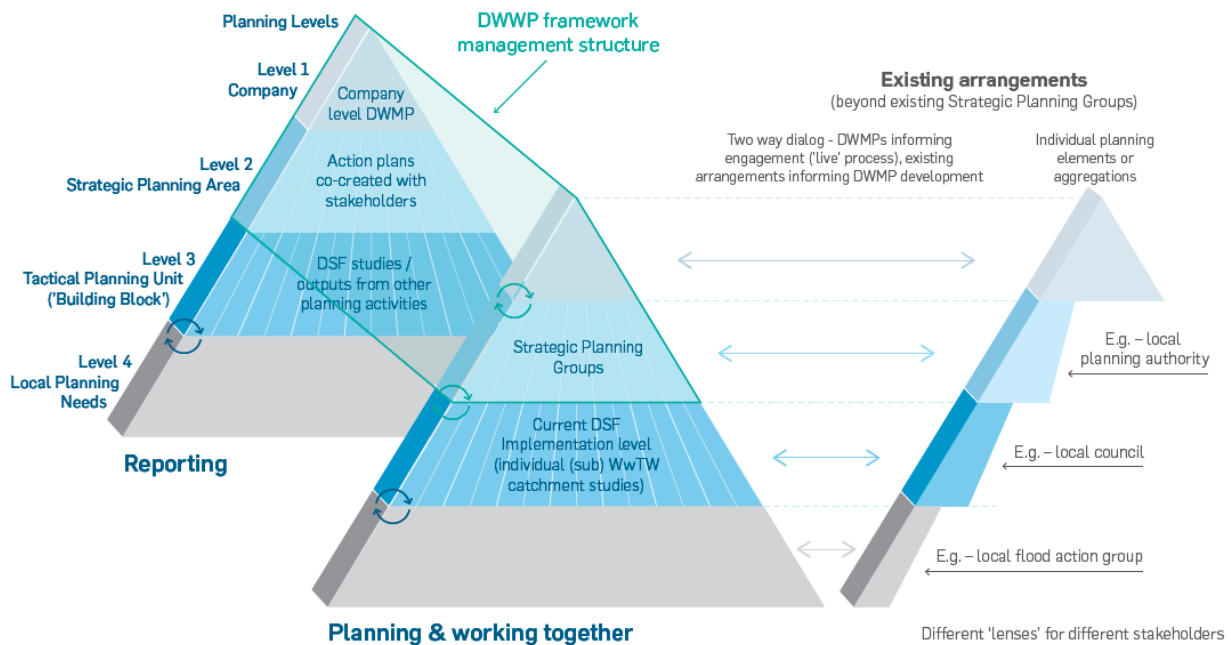 Planning Levels
Level 1
Company
Level 2
Strategic Planning Area
Level 3
Tactical Planning Unit
('Building Block')
Level 4
Local Planning
Needs
Company
level DWMP
Action plans
co-created with
stakeholders
DSF studies /
outputs from other
planning activities
Reporting
DWWP framework
management structure
Strategic Planning
Groups
Current DSF
Implementation level
(individual (sub) WwTW
catchment studies)
Planning & working together
Existing arrangements
(beyond existing Strategic Planning Groups)
Two way dialog - DWMPs informing
engagement ('live' process), existing
arrangements informing DWMP development
Individual planning
elements or
aggregations
E.g. – local
planning authority
E.g. – local council
E.g. – local flood action group
Different 'lenses' for different stakeholders